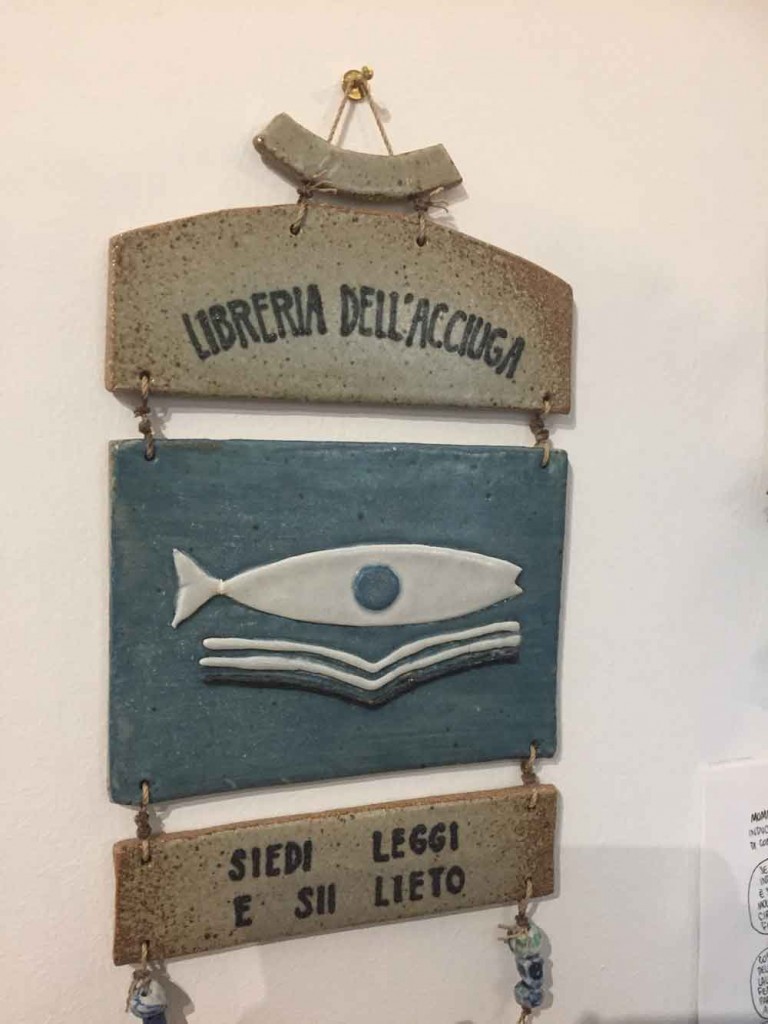 LIBRERIA DELL'ACCIUGA
SIEDI LEGGI
E SII LIETO